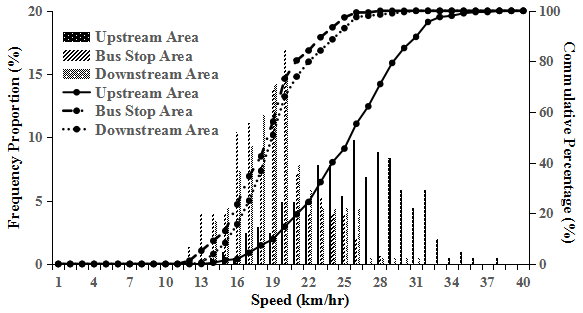 20
15
10
5
0
Frequency Proportion (%)
Upstream Area
Bus Stop Area
Downstream Area
Upstream Area
Bus Stop Area
Downstream Area
100
80
60
40
20
0
Commulative Percentage (%)
1 4 7 10 13 16 19 22 25 28 31 34 37 40
Speed (km/hr)